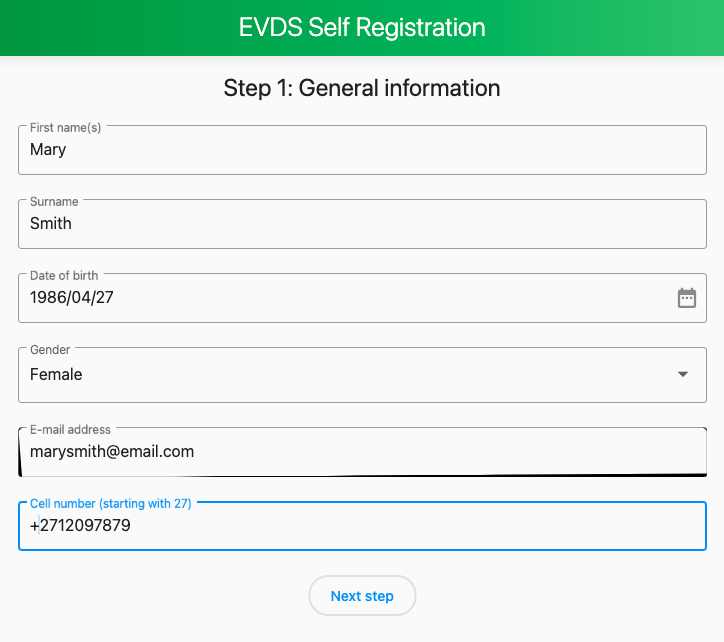 EVDS Self Registration
Step 1: General information
First name(s)
Mary
Surname
Smith
Date of birth
1986/04/27
Gender
Female
E-mail address
marysmith@email.com
Cell number (starting with 27)
+2712097879
Next step